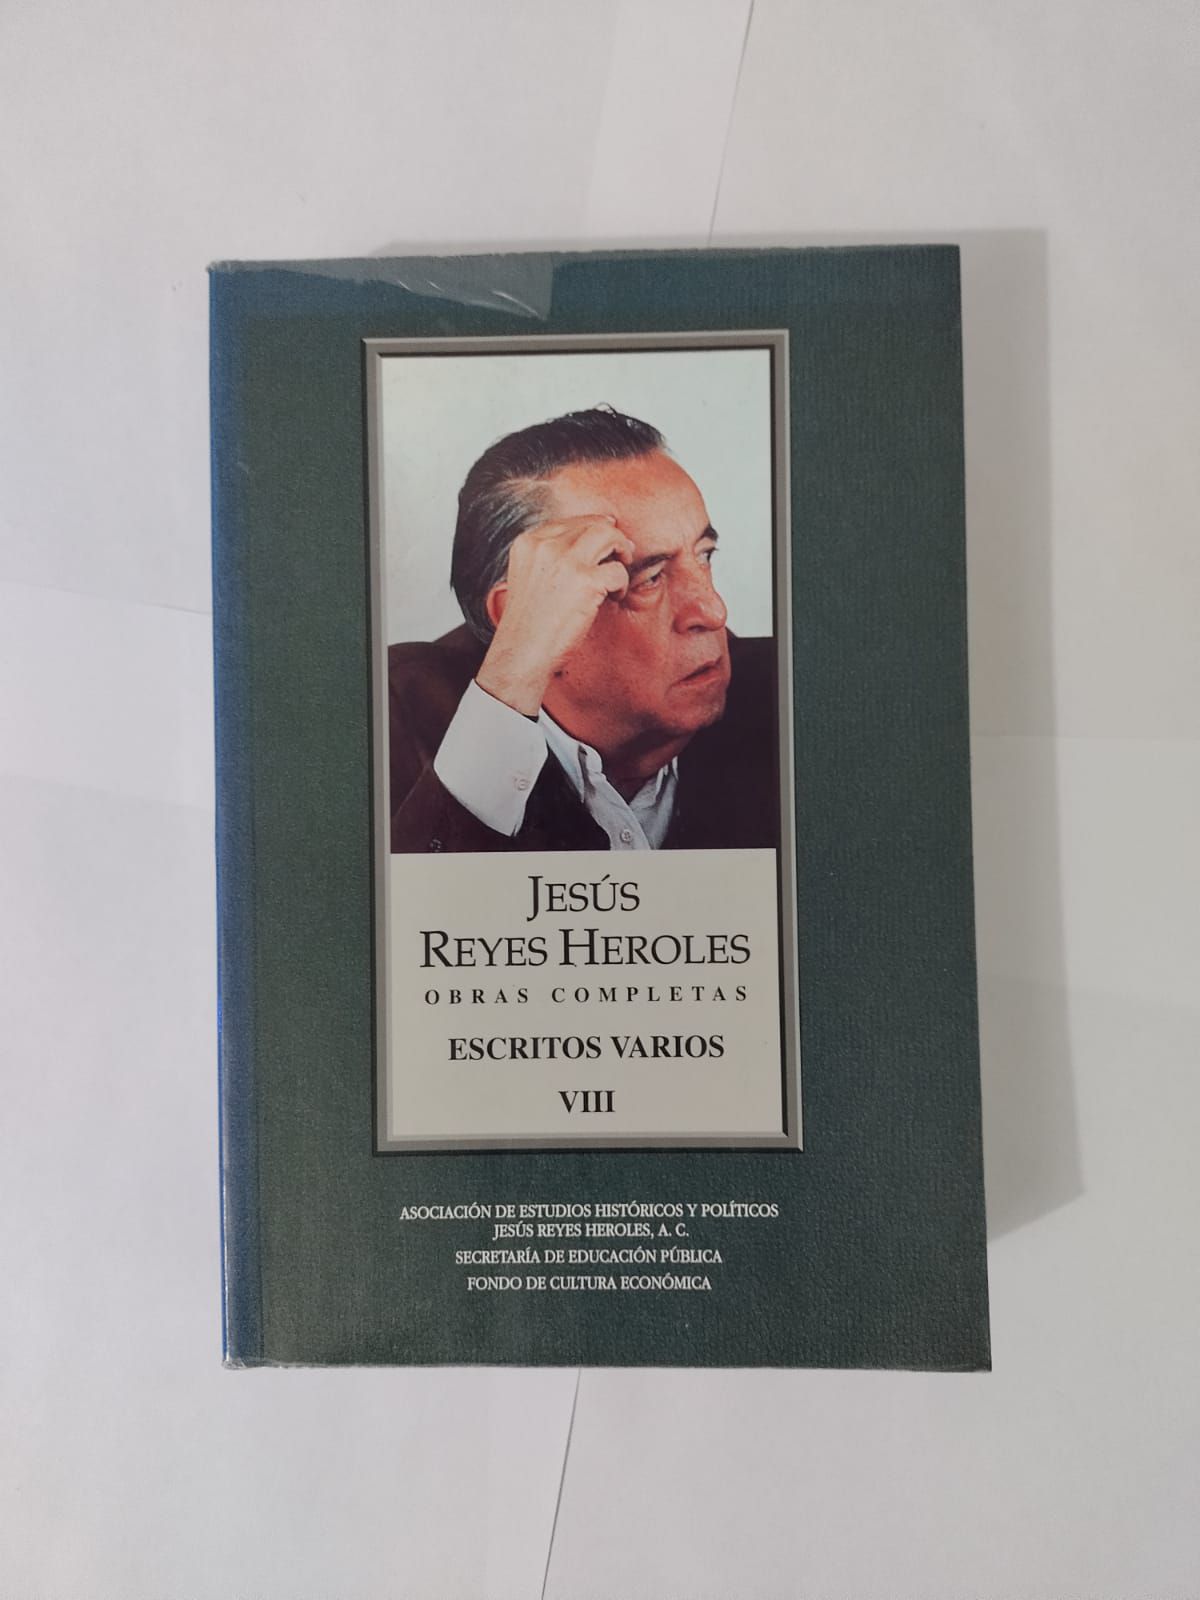 JESÚS
REYES HEROLES
OBRAS COMPLETAS
ESCRITOS VARIOS
VIII
ASOCIACIÓN DE ESTUDIOS HISTÓRICOS Y POLÍTICOS
JESÚS REYES HEROLES, A. C.
SECRETARÍA DE EDUCACIÓN PÚBLICA
FONDO DE CULTURA ECONÓMICA